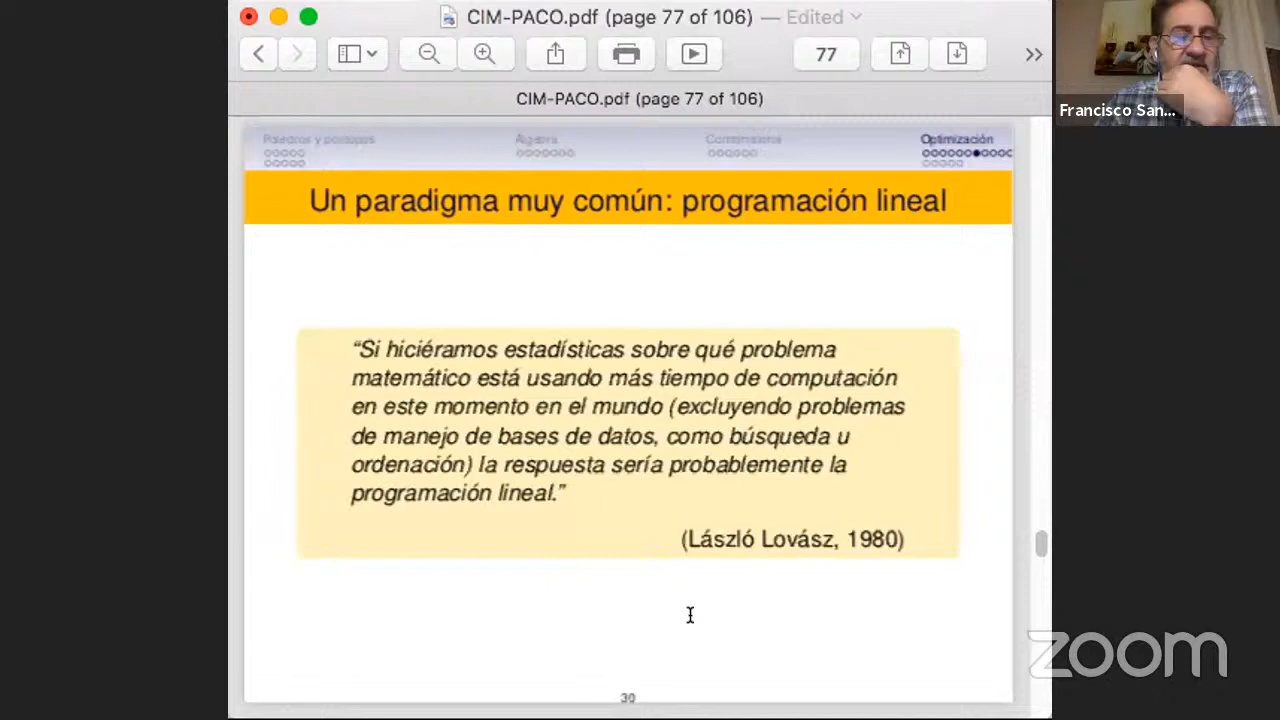 CIM-PACO.pdf (page 77 of 106) — Edited
77
CIM-PACO.pdf (page 77 of 106)
Francisco San...
Poliedros y politopos
Álgebra
Optimización
Un paradigma muy común: programación lineal
“Si hiciéramos estadísticas sobre qué problema
matemático está usando más tiempo de computación
en este momento en el mundo (excluyendo problemas
de manejo de bases de datos, como búsqueda u
ordenación) la respuesta sería probablemente la
programación lineal.”
(László Lovász, 1980)
30
zoom